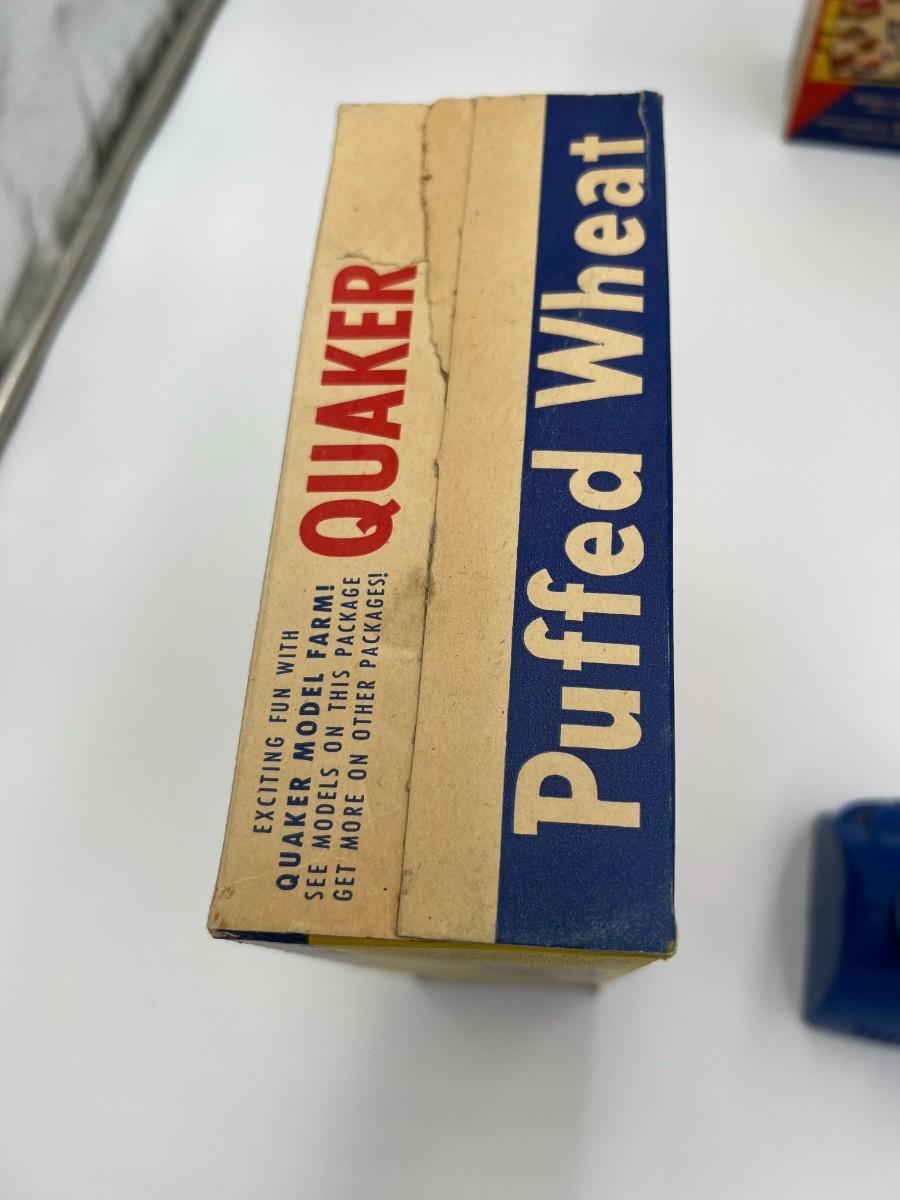 EXCITING FUN WITH
QUAKER MODEL FARM!
SEE MODELS ON THIS PACKAGE
GET MORE ON OTHER PACKAGES!
QUAKER
Puffed Wheat